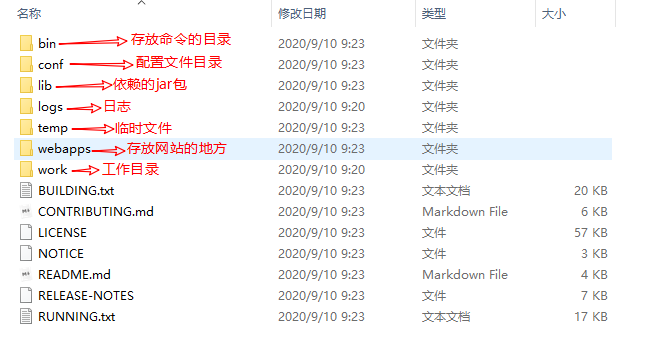 名称 修改日期 类型 大小
bin 存放命令的目录 2020/9/10 9:23 文件夹
conf 配置文件目录 2020/9/10 9:23 文件夹
lib 依赖的jar包 2020/9/10 9:23 文件夹
logs 日志 2020/9/10 9:20 文件夹
temp 临时文件 2020/9/10 9:23 文件夹
webapps 存放网站的地方 2020/9/10 9:23 文件夹
work 工作目录 2020/9/10 9:20 文件夹
BUILDING.txt 2020/9/10 9:23 文本文档 20 KB
CONTRIBUTING.md 2020/9/10 9:23 Markdown File 6 KB
LICENSE 2020/9/10 9:23 文件 57 KB
NOTICE 2020/9/10 9:23 文件 3 KB
README.md 2020/9/10 9:23 Markdown File 4 KB
RELEASE-NOTES 2020/9/10 9:23 文件 7 KB
RUNNING.txt 2020/9/10 9:23 文本文档 17 KB